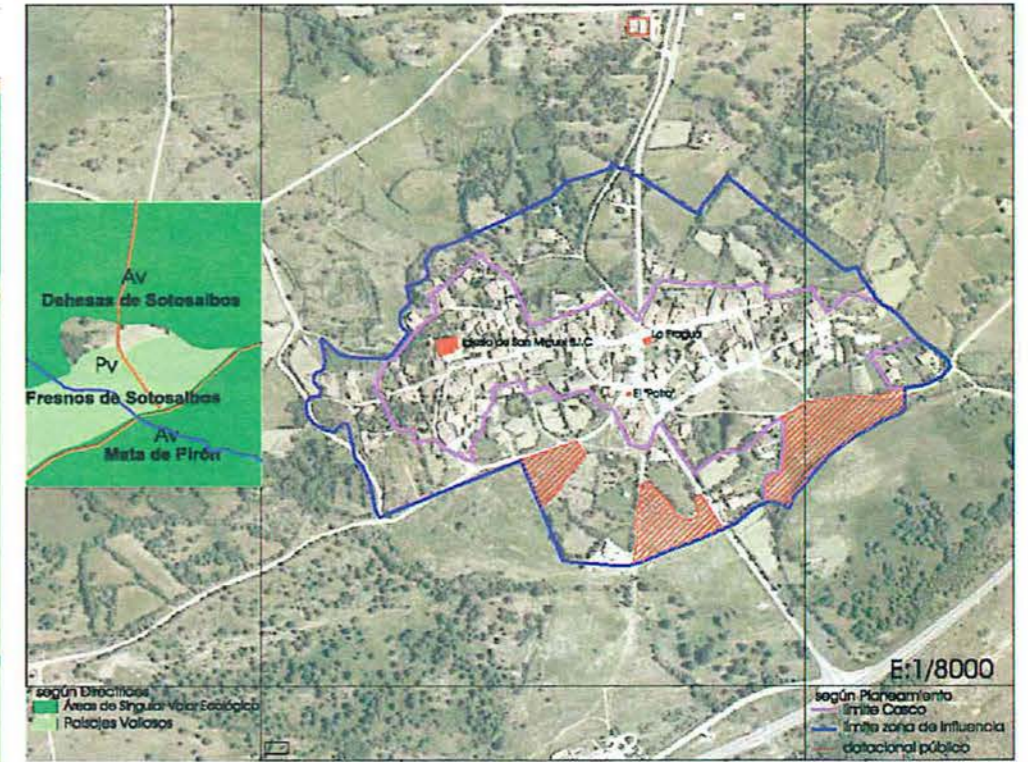 Av
Dehesas de Sotosalbos
Pv
Fresnos de Sotosalbos
Av
Mata de Pirón
Iglesia de San Miguel B.I.C
La Fragua
El "Potro"
E:1/8000
según Directrices
Áreas de Singular Valor Ecológico
Paisajes Valiosos
según Planeamiento
límite Casco
límite zona de influencia
dotacional público